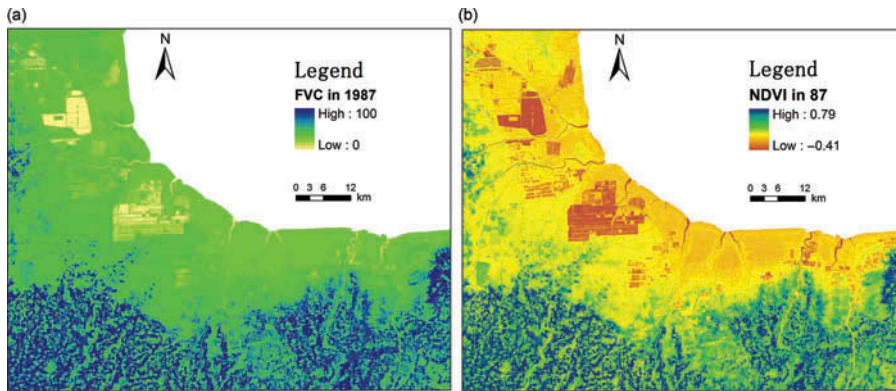 (a)
N
Legend
FVC in 1987
High : 100
Low : 0
0 3 6 12
km
(b)
N
Legend
NDVI in 87
High : 0.79
Low : −0.41
0 3 6 12
km